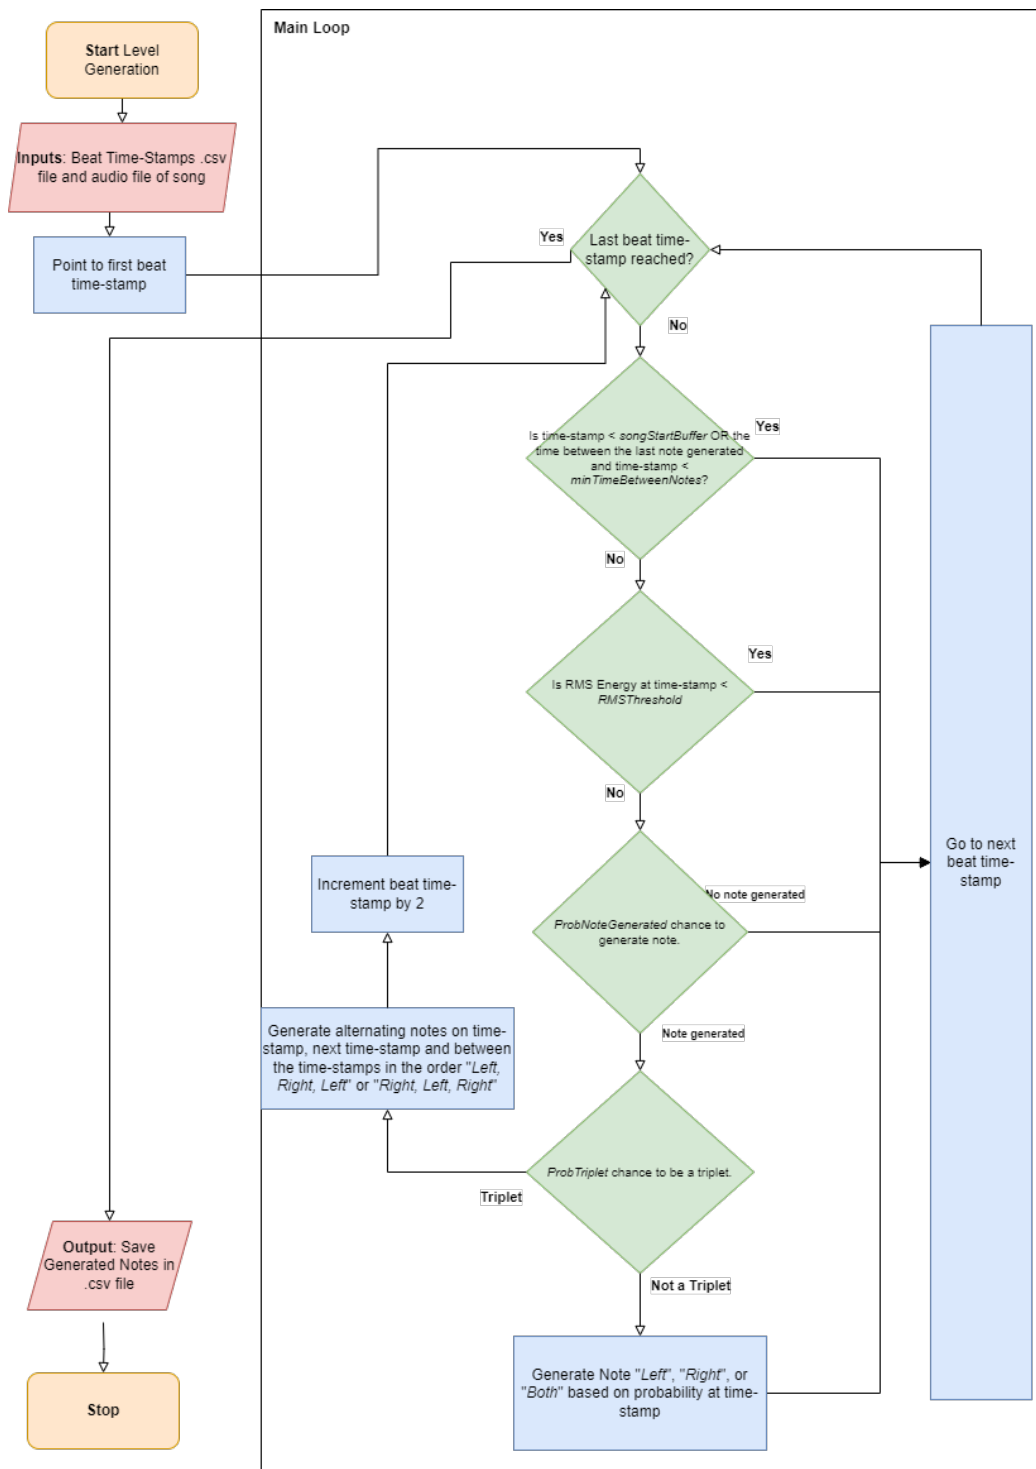 Main Loop
Start Level
Generation
Inputs: Beat Time-Stamps .csv
file and audio file of song
Point to first beat
time-stamp
Last beat time-
stamp reached?
Yes
No
Is time-stamp < songStartBuffer OR the
time between the last note generated
and time-stamp <
minTimeBetweenNotes?
Yes
No
Is RMS Energy at time-stamp <
RMSThreshold
Yes
No
ProbNoteGenerated chance to
generate note.
No note generated
Note generated
Go to next
beat time-
stamp
Increment beat time-
stamp by 2
Generate alternating notes on time-
stamp, next time-stamp and between
the time-stamps in the order "Left,
Right, Left" or "Right, Left, Right"
ProbTriplet chance to be a triplet.
Triplet
Not a Triplet
Generate Note "Left", "Right", or
"Both" based on probability at time-
stamp
Output: Save
Generated Notes in
.csv file
Stop